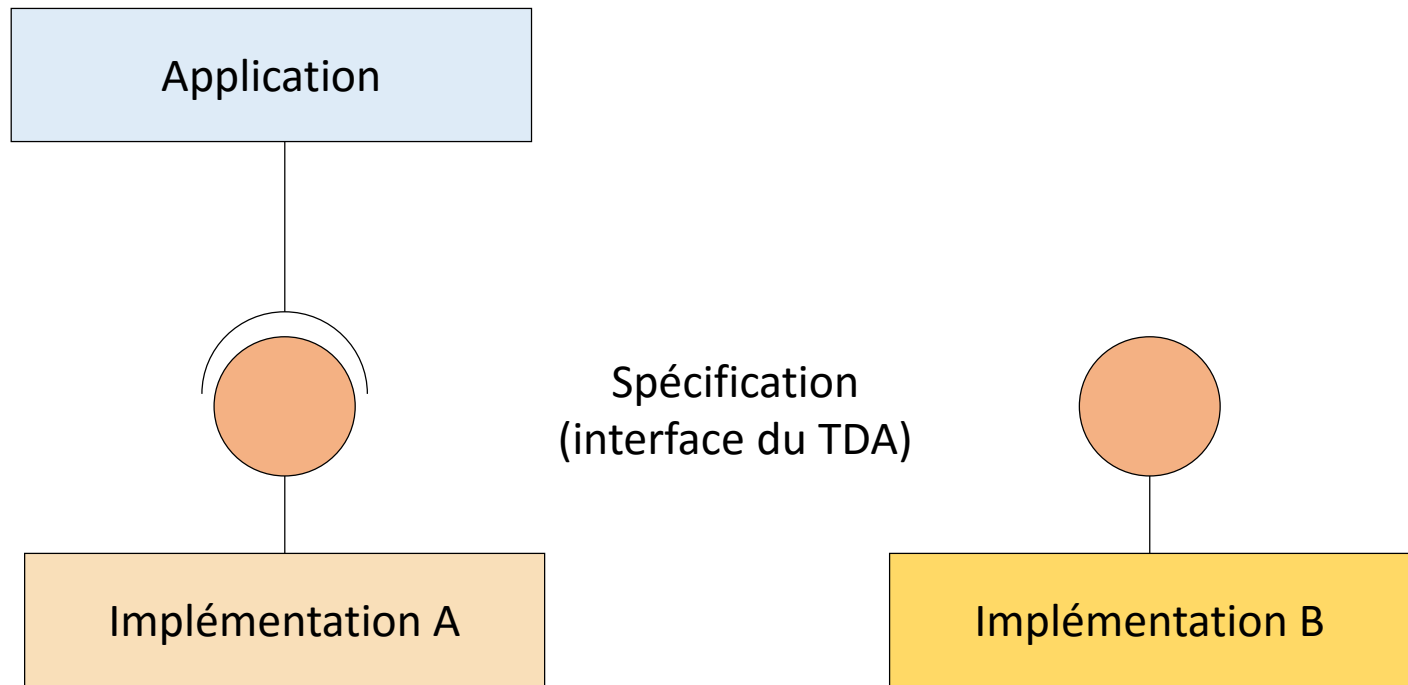 Application
Spécification
(interface du TDA)
Implémentation A
Implémentation B